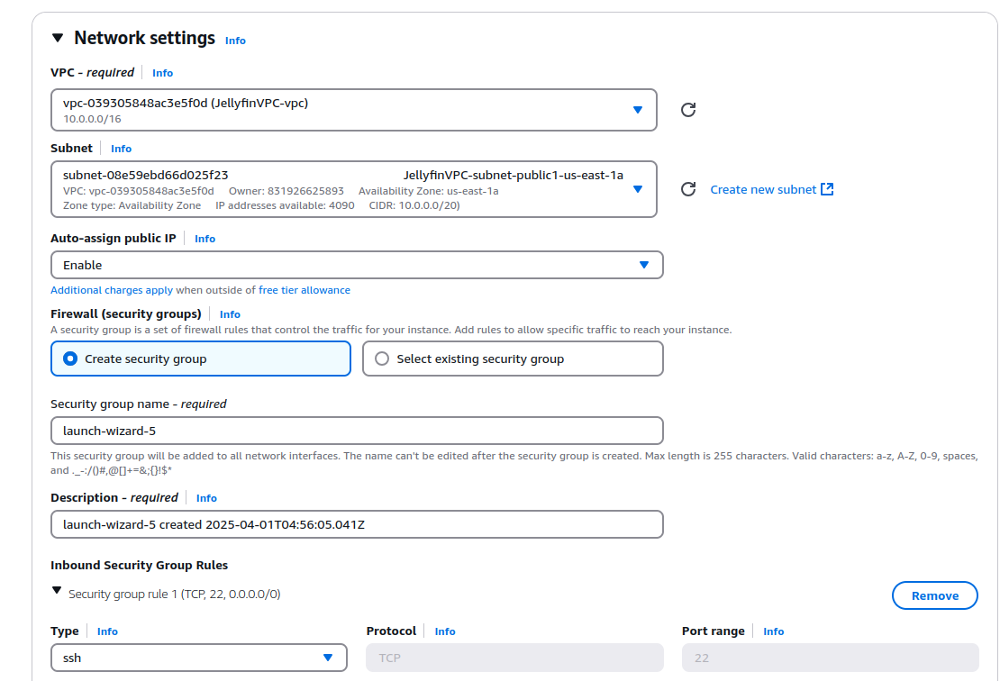 Network settings Info
VPC - required Info
vpc-039305848ac3e5f0d (JellyfinVPC-vpc)
10.0.0.0/16
Subnet Info
subnet-08e59ebd66d025f23 JellyfinVPC-subnet-public1-us-east-1a
VPC: vpc-039305848ac3e5f0d Owner: 831926625893 Availability Zone: us-east-1a
Zone type: Availability Zone IP addresses available: 4090 CIDR: 10.0.0.0/20)
Create new subnet
Auto-assign public IP Info
Enable
Additional charges apply when outside of free tier allowance
Firewall (security groups) Info
A security group is a set of firewall rules that control the traffic for your instance. Add rules to allow specific traffic to reach your instance.
Create security group Select existing security group
Security group name - required
launch-wizard-5
This security group will be added to all network interfaces. The name can't be edited after the security group is created. Max length is 255 characters. Valid characters: a-z, A-Z, 0-9, spaces,
and ._-:/()#,@[]+=&;{}!$*
Description - required Info
launch-wizard-5 created 2025-04-01T04:56:05.041Z
Inbound Security Group Rules
Security group rule 1 (TCP, 22, 0.0.0.0/0) Remove
Type Info Protocol Info Port range Info
ssh TCP 22